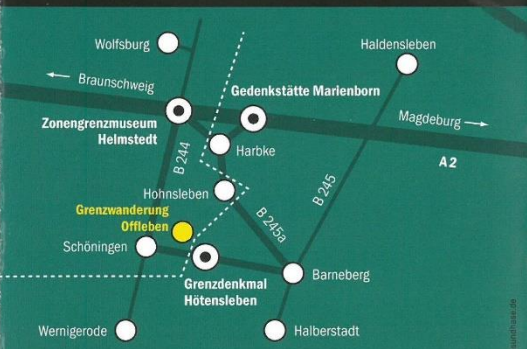 Wolfsburg
Haldensleben
← Braunschweig
Gedenkstätte Marienborn
Zonengrenzmuseum
Helmstedt
Magdeburg →
A 2
Harbke
B 244
Hohnsleben
B 245
B 245a
Grenzwanderung
Offleben
Schöningen
Barneberg
Grenzdenkmal
Hötensleben
Wernigerode
Halberstadt